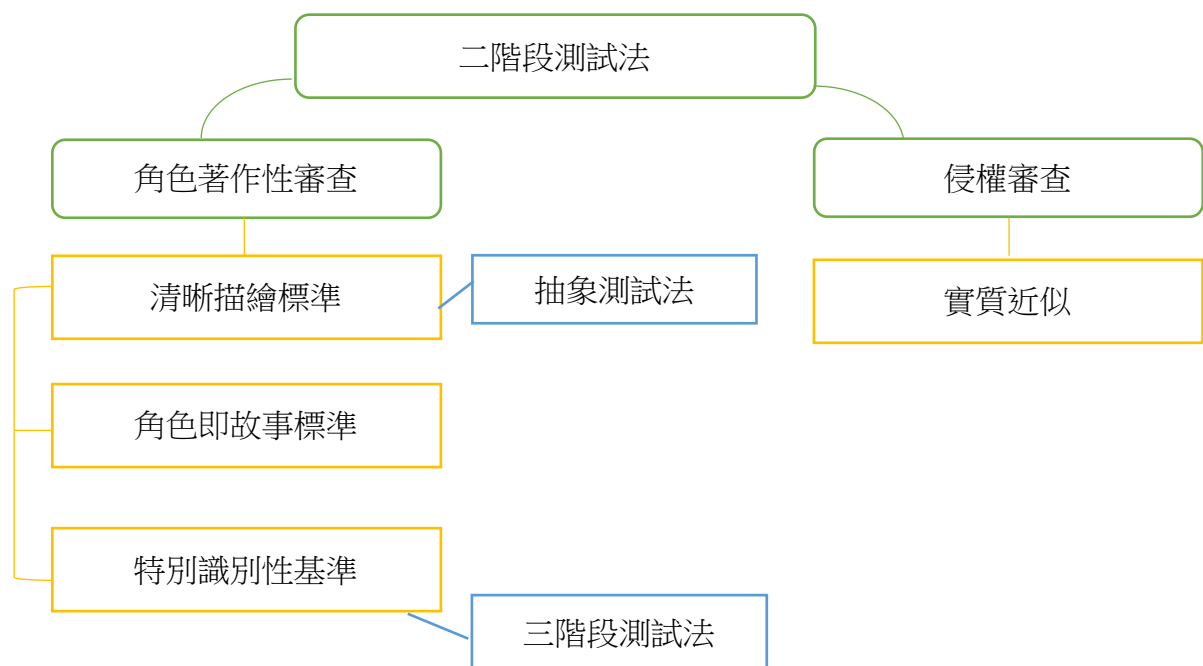 二階段測試法
角色著作性審查
侵權審查
清晰描繪標準
抽象測試法
實質近似
角色即故事標準
特別識別性基準
三階段測試法